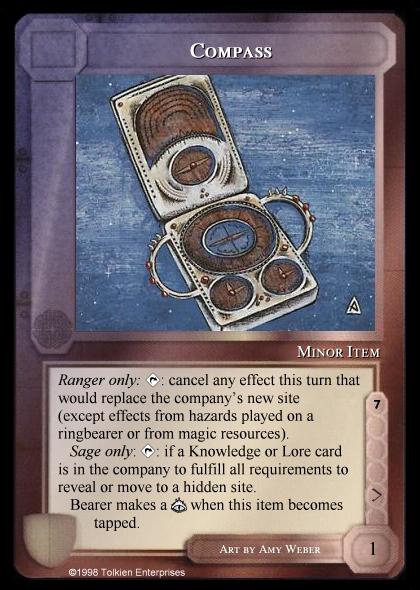 COMPASS
MINOR ITEM
Ranger only: : cancel any effect this turn that
would replace the company's new site
(except effects from hazards played on a
ringbearer or from magic resources).
Sage only: : if a Knowledge or Lore card
is in the company to fulfill all requirements to
reveal or move to a hidden site.
Bearer makes a when this item becomes
tapped.
7
ART BY AMY WEBER
1
©1998 Tolkien Enterprises